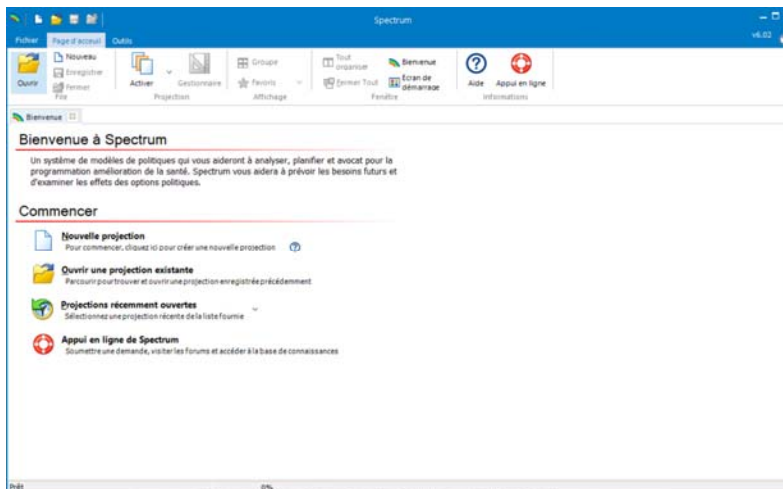 Spectrum
v6.02
Fichier Page d'acceuil Outils
Ouvrir
Nouveau
Enregistrer
Fermer
File
Activer
Gestionnaire
Projection
Groupe
Favoris
Affichage
Tout organiser
Fermer Tout
Bienvenue
Ecran de démarrage
Fenêtre
Aide
Appui en ligne
Informations
Bienvenue
Bienvenue à Spectrum
Un système de modèles de politiques qui vous aideront à analyser, planifier et avocat pour la
programmation amélioration de la santé. Spectrum vous aidera à prévoir les besoins futurs et
d'examiner les effets des options politiques.
Commencer
Nouvelle projection
Pour commencer, cliquez ici pour créer une nouvelle projection
Ouvrir une projection existante
Parcourir pour trouver et ouvrir une projection enregistrée précédemment
Projections récemment ouvertes
Sélectionnez une projection récente de la liste fournie
Appui en ligne de Spectrum
Soumettre une demande, visiter les forums et accéder à la base de connaissances
Prêt 0%